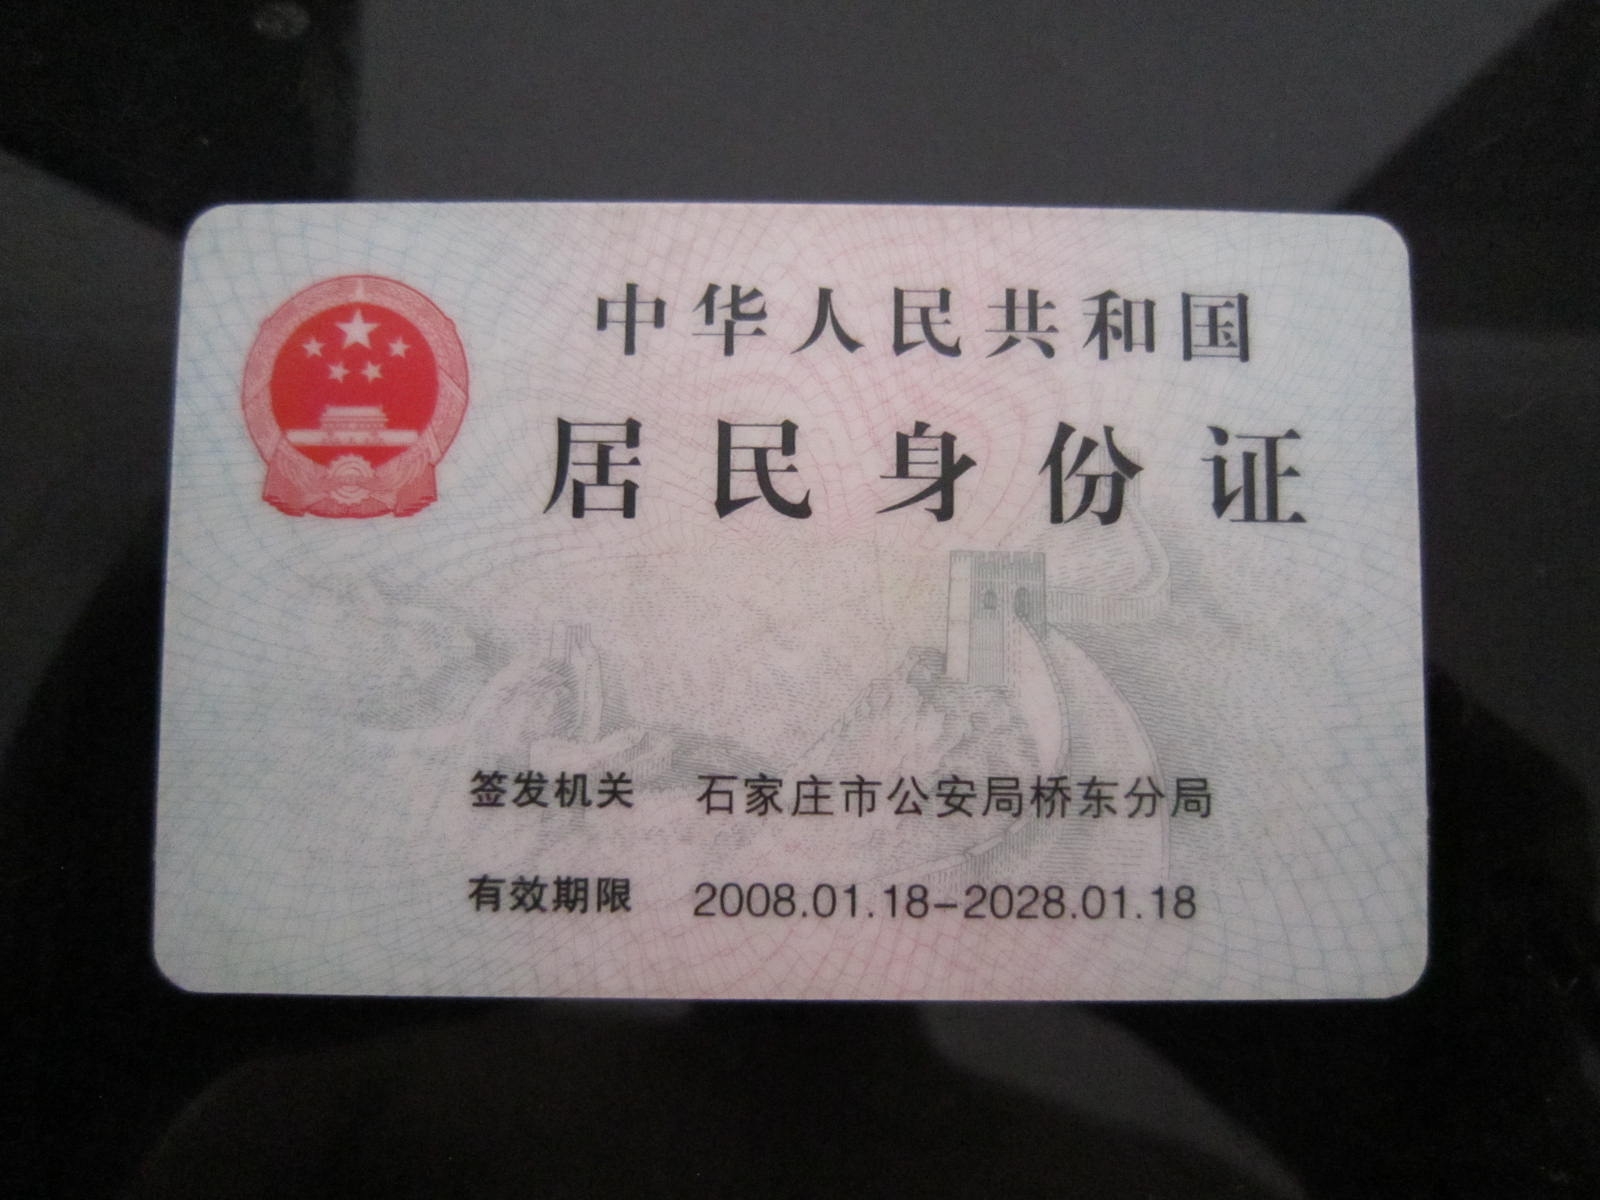 中华人民共和国
居民身份证
签发机关 石家庄市公安局桥东分局
有效期限 2008.01.18-2028.01.18